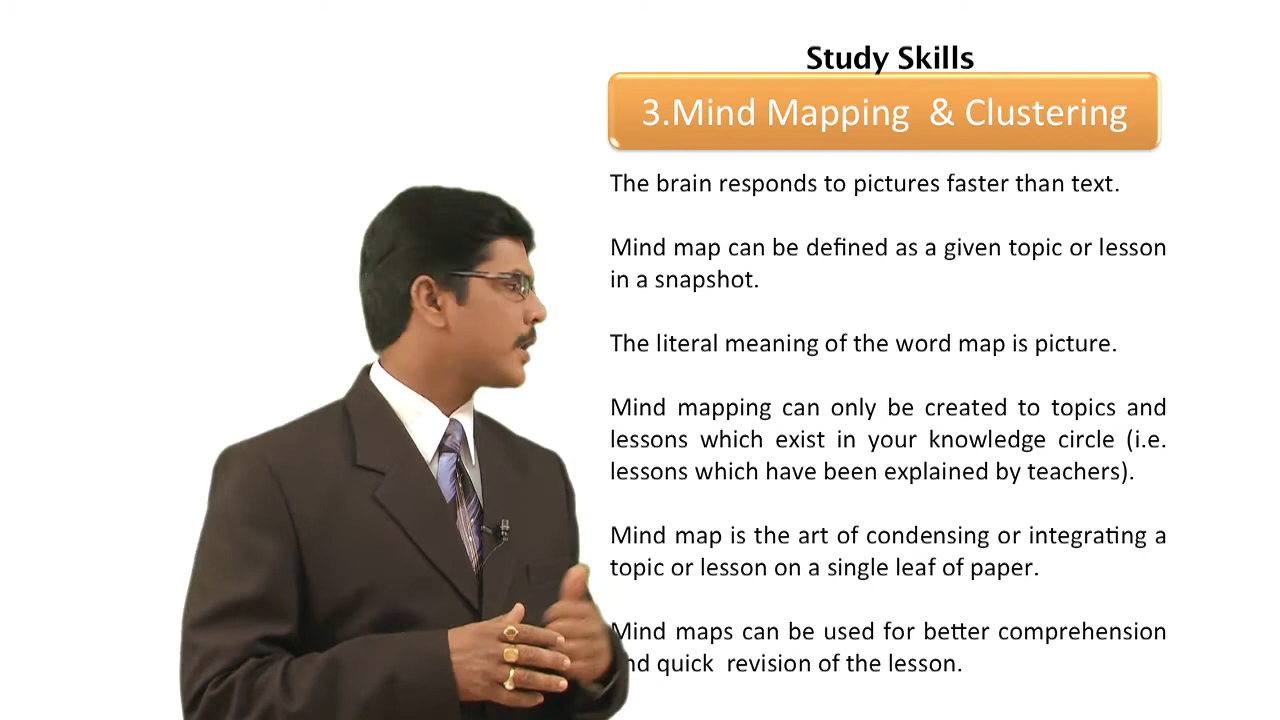 Study Skills
3.Mind Mapping & Clustering
The brain responds to pictures faster than text.
Mind map can be defined as a given topic or lesson
in a snapshot.
The literal meaning of the word map is picture.
Mind mapping can only be created to topics and
lessons which exist in your knowledge circle (i.e.
lessons which have been explained by teachers).
Mind map is the art of condensing or integrating a
topic or lesson on a single leaf of paper.
Mind maps can be used for better comprehension
and quick revision of the lesson.